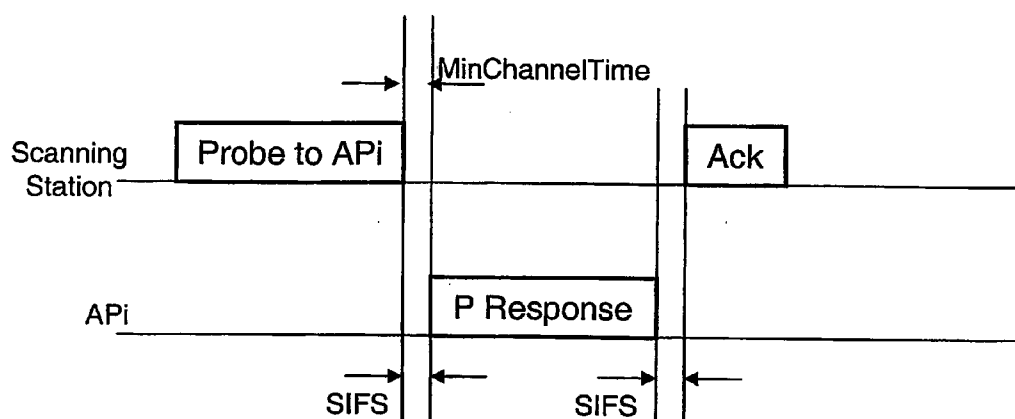 MinChannelTime
Probe to APi
Ack
Scanning
Station
P Response
APi
SIFS
SIFS